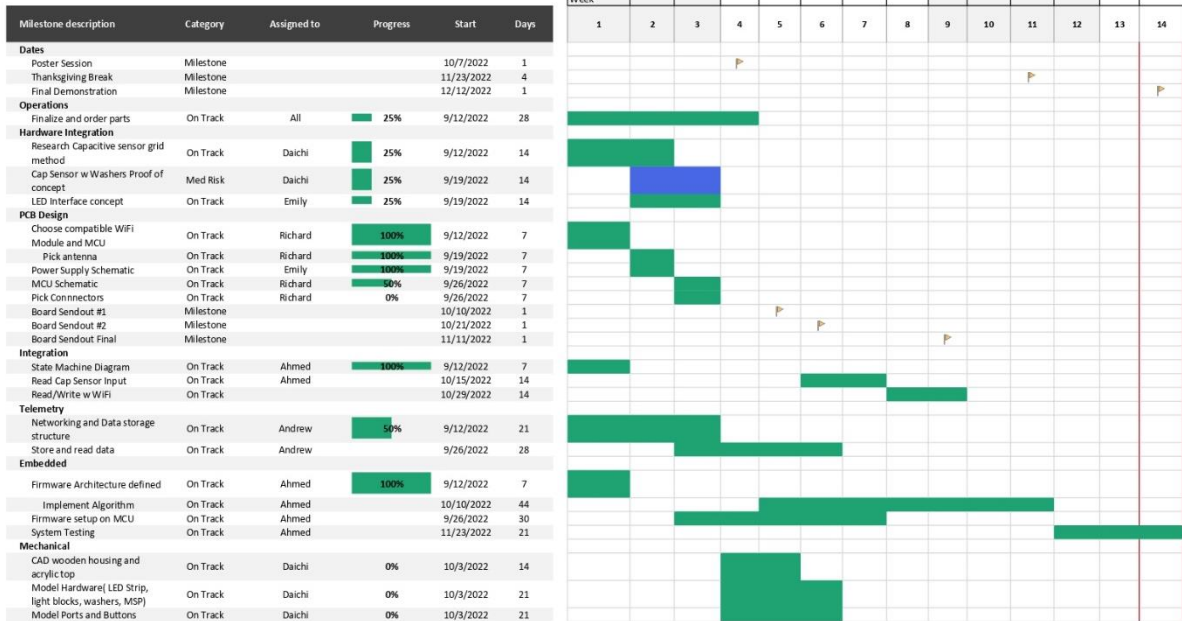 Week
Milestone description Category Assigned to Progress Start Days 1 2 3 4 5 6 7 8 9 10 11 12 13 14
Dates
Poster Session Milestone 10/7/2022 1
Thanksgiving Break Milestone 11/23/2022 4
Final Demonstration Milestone 12/12/2022 1
Operations
Finalize and order parts On Track All 25% 9/12/2022 28
Hardware Integration
Research Capacitive sensor grid
method On Track Daichi 25% 9/12/2022 14
Cap Sensor w Washers Proof of
concept Med Risk Daichi 25% 9/19/2022 14
LED Interface concept On Track Emily 25% 9/19/2022 14
PCB Design
Choose compatible WiFi
Module and MCU On Track Richard 100% 9/12/2022 7
Pick antenna On Track Richard 100% 9/19/2022 7
Power Supply Schematic On Track Emily 100% 9/19/2022 7
MCU Schematic On Track Richard 50% 9/26/2022 7
Pick Connnectors On Track Richard 0% 9/26/2022 7
Board Sendout #1 Milestone 10/10/2022 1
Board Sendout #2 Milestone 10/21/2022 1
Board Sendout Final Milestone 11/11/2022 1
Integration
State Machine Diagram On Track Ahmed 100% 9/12/2022 7
Read Cap Sensor Input On Track Ahmed 10/15/2022 14
Read/Write w WiFi On Track 10/29/2022 14
Telemetry
Networking and Data storage
structure On Track Andrew 50% 9/12/2022 21
Store and read data On Track Andrew 9/26/2022 28
Embedded
Firmware Architecture defined On Track Ahmed 100% 9/12/2022 7
Implement Algorithm On Track Ahmed 10/10/2022 44
Firmware setup on MCU On Track Ahmed 9/26/2022 30
System Testing On Track Ahmed 11/23/2022 21
Mechanical
CAD wooden housing and
acrylic top On Track Daichi 0% 10/3/2022 14
Model Hardware( LED Strip,
light blocks, washers, MSP) On Track Daichi 0% 10/3/2022 21
Model Ports and Buttons On Track Daichi 0% 10/3/2022 21